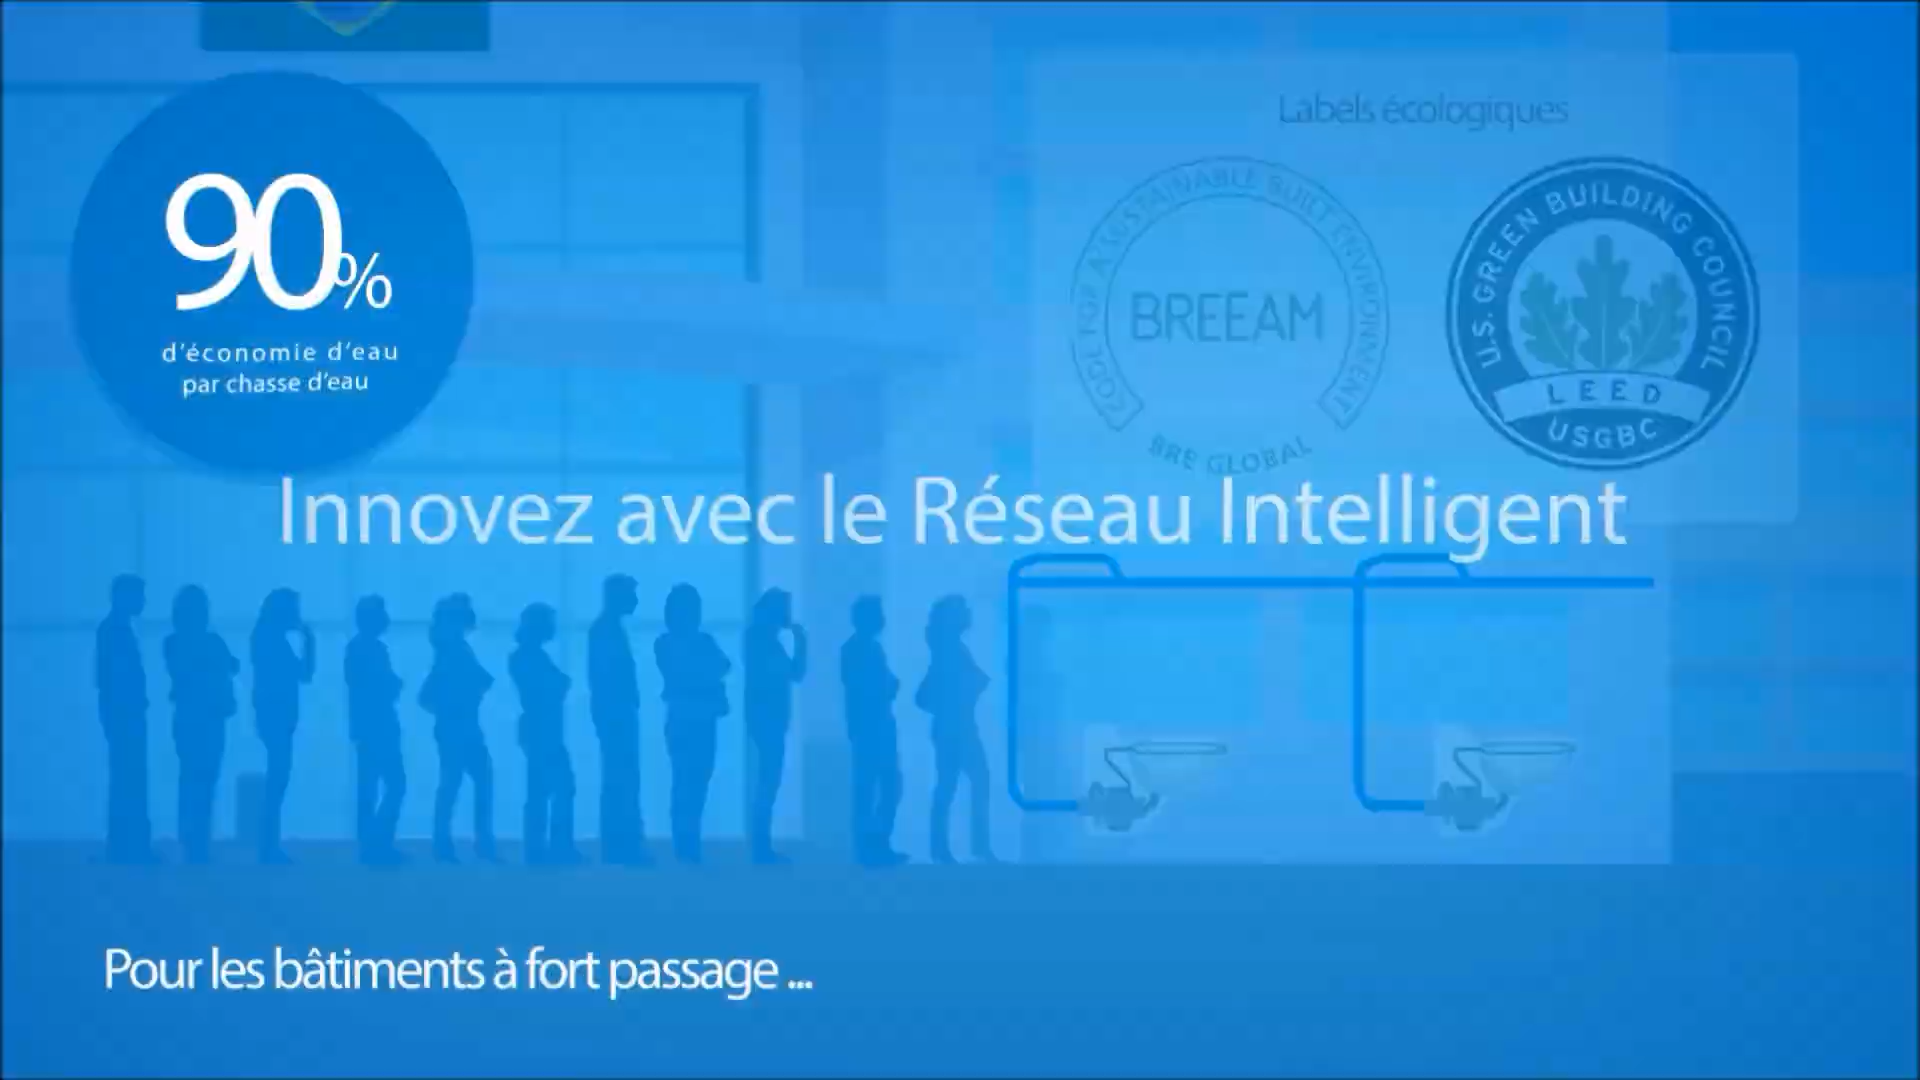 Labels écologiques
90%
d'économie d'eau
par chasse d'eau
CODE FOR A SUSTAINABLE BUILT ENVIRONMENT
BREEAM
BRE GLOBAL
U.S. GREEN BUILDING COUNCIL
LEED
USGBC
Innovez avec le Réseau Intelligent
Pour les bâtiments à fort passage ...